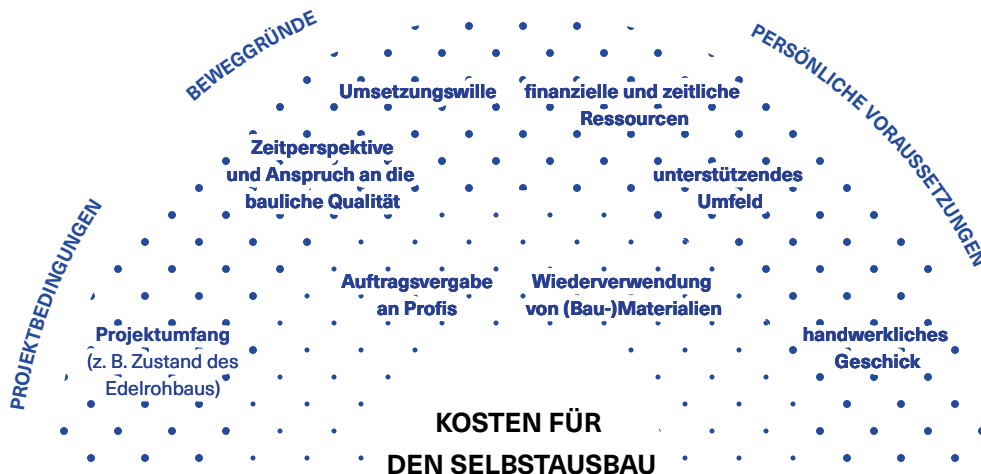 BEWEGGRÜNDE
PERSÖNLICHE VORAUSSETZUNGEN
PROJEKTBEDINGUNGEN
Umsetzungswille
finanzielle und zeitliche
Ressourcen
Zeitperspektive
und Anspruch an die
bauliche Qualität
unterstützendes
Umfeld
Auftragsvergabe
an Profis
Wiederverwendung
von (Bau-)Materialien
Projektumfang
(z. B. Zustand des
Edelrohbaus)
handwerkliches
Geschick
KOSTEN FÜR
DEN SELBSTAUSBAU